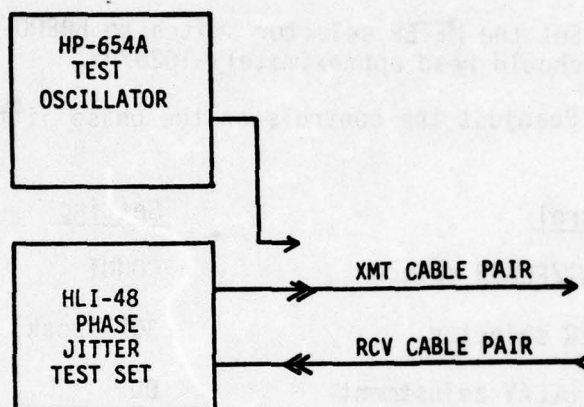 HP-654A
TEST
OSCILLATOR
HLI-48
PHASE
JITTER
TEST SET
XMT CABLE PAIR
RCV CABLE PAIR